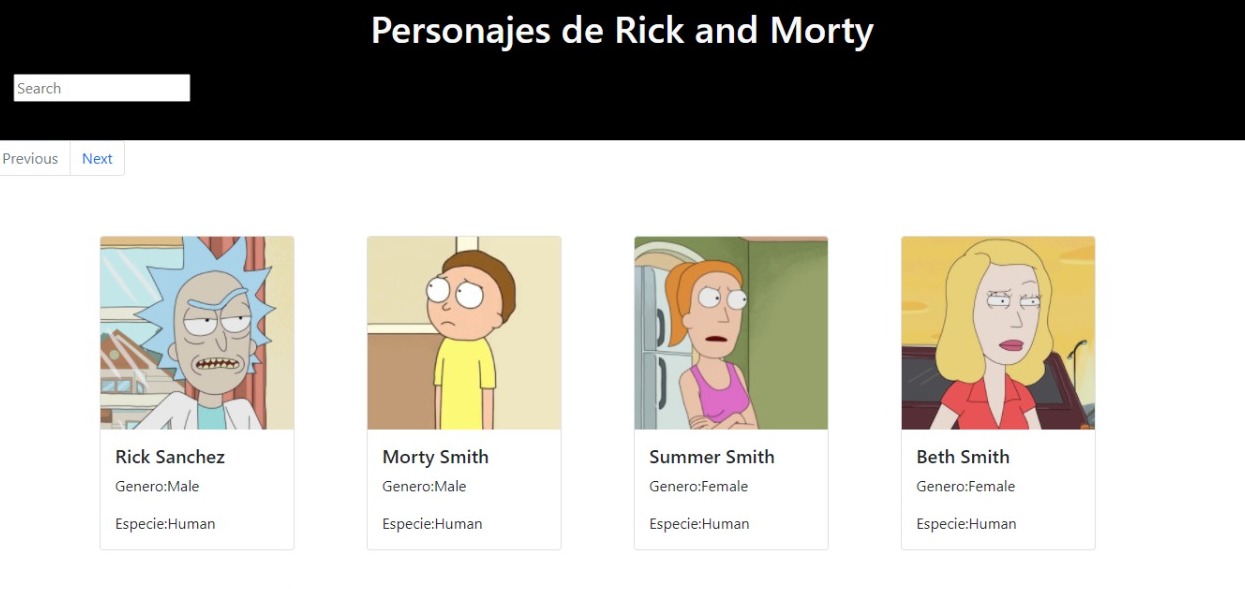 Personajes de Rick and Morty
Search
Previous Next
Rick Sanchez
Genero:Male
Especie:Human
Morty Smith
Genero:Male
Especie:Human
Summer Smith
Genero:Female
Especie:Human
Beth Smith
Genero:Female
Especie:Human